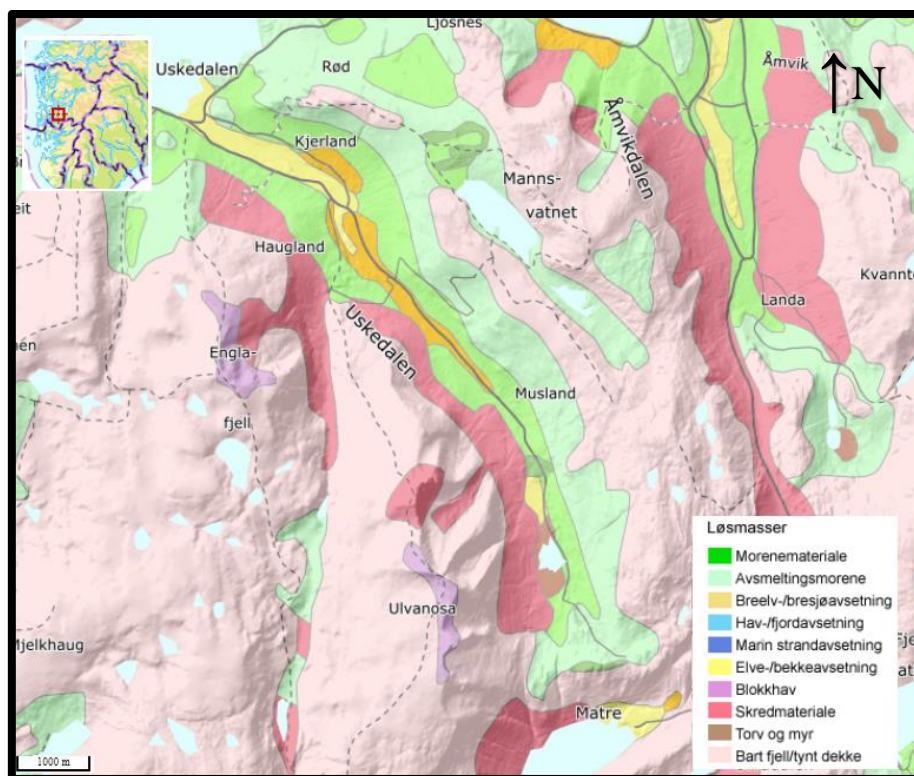 Ljosnes
Uskedalen
Rød
Åmvik
N
Kjerland
Åmvikdalen
Manns-
vatnet
Haugland
Kvannt
Landa
Uskedalen
Engla-
fjell
Musland
Løsmasser
Morenemateriale
Avsmeltingsmorene
Breelv-/bresjøavsetning
Hav-/fjordavsetning
Marin strandavsetning
Elve-/bekkeavsetning
Blokkhav
Skredmateriale
Torv og myr
Bart fjell/tynt dekke
Ulvanosa
Mjelkhaug
Matre
1000 m